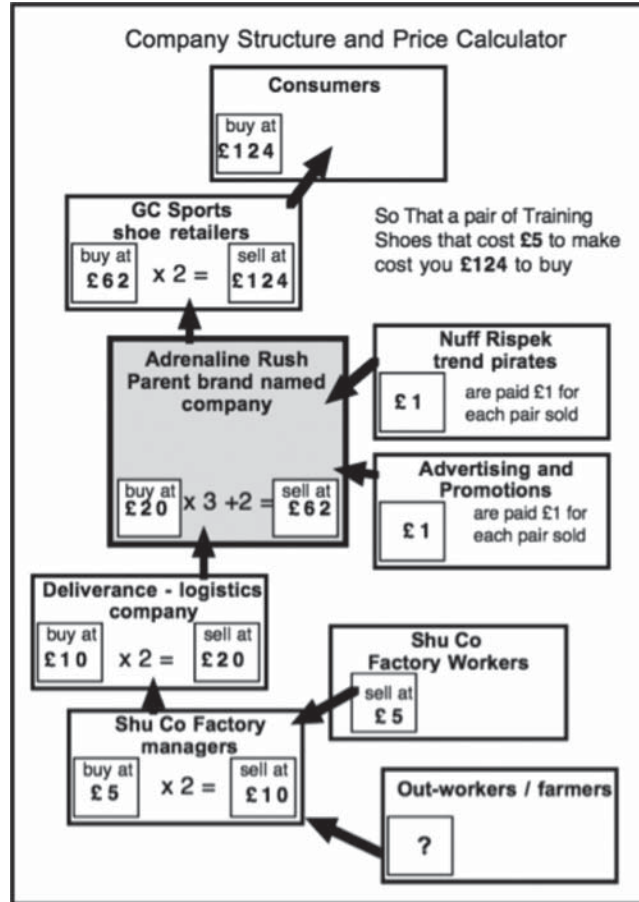 Company Structure and Price Calculator
Consumers
buy at
£124
GC Sports
shoe retailers
buy at
£62
x 2 =
sell at
£124
So That a pair of Training
Shoes that cost £5 to make
cost you £124 to buy
Adrenaline Rush
Parent brand named
company
buy at
£20
x 3 +2 =
sell at
£62
Nuff Rispek
trend pirates
£1
are paid £1 for
each pair sold
Advertising and
Promotions
£1
are paid £1 for
each pair sold
Deliverance - logistics
company
buy at
£10
x 2 =
sell at
£20
Shu Co
Factory Workers
sell at
£5
Shu Co Factory
managers
buy at
£5
x 2 =
sell at
£10
Out-workers / farmers
?